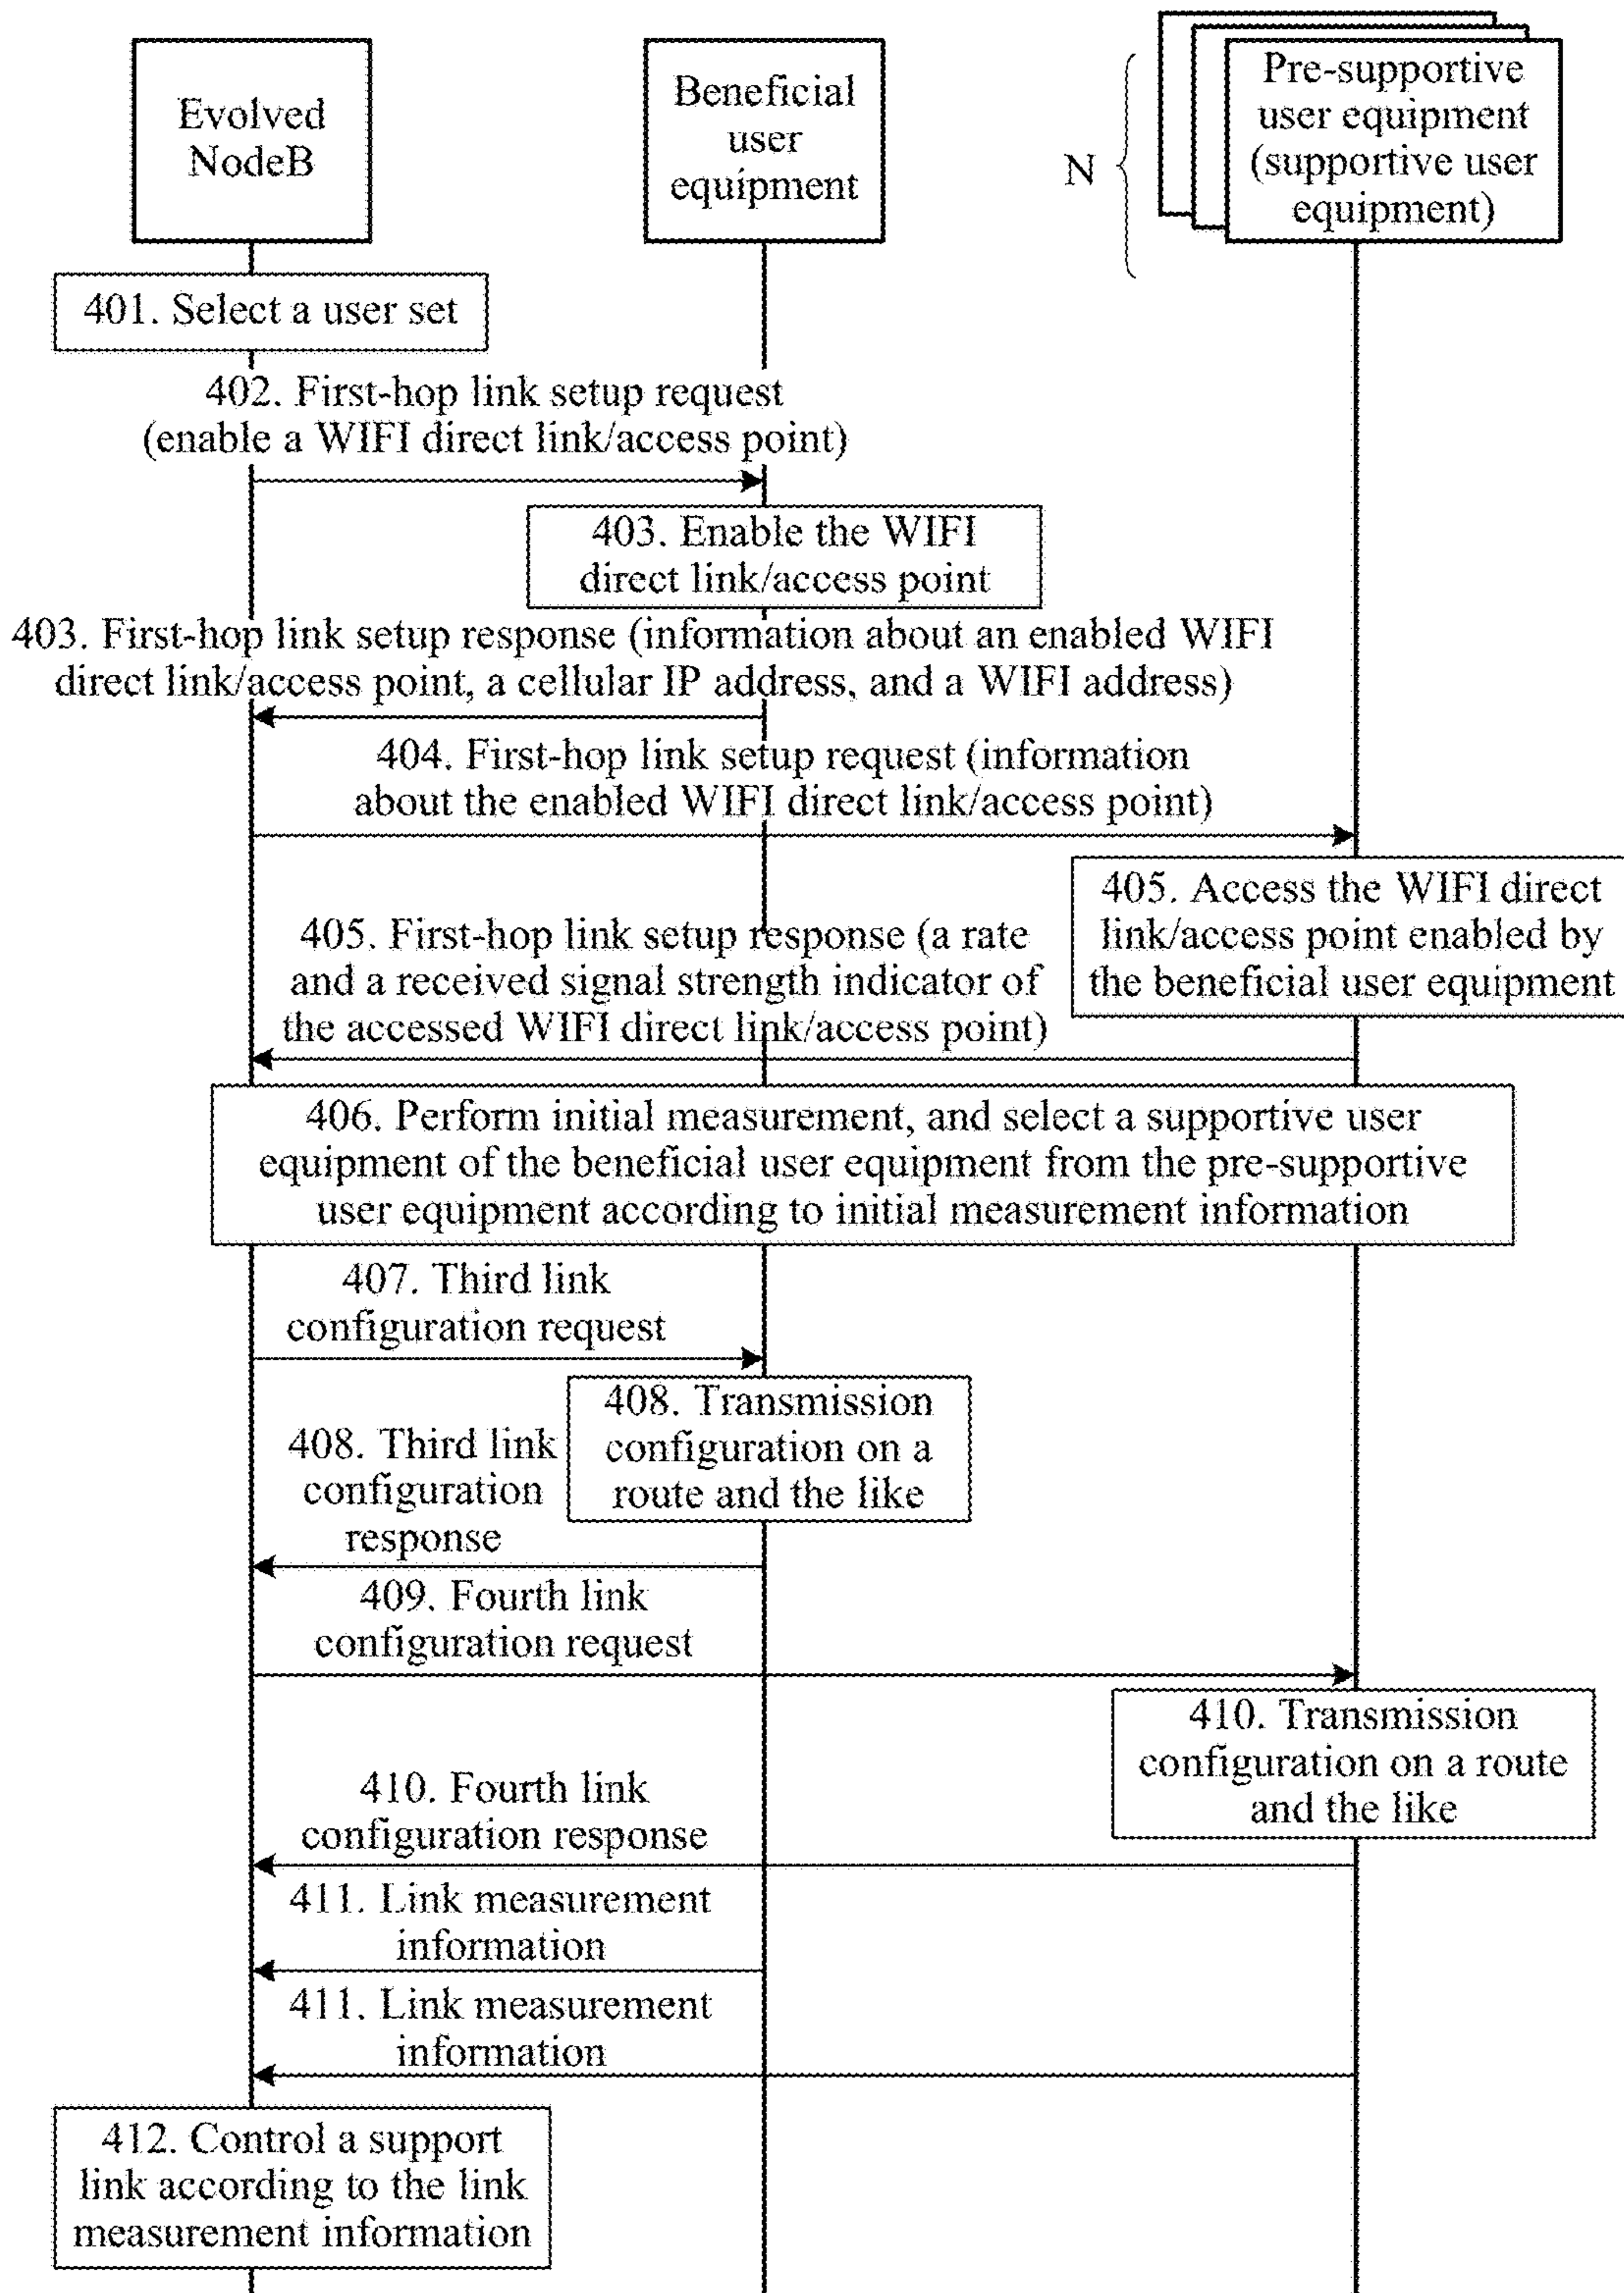 Evolved
NodeB
Beneficial
user
equipment
N
Pre-supportive
user equipment
(supportive user
equipment)
401. Select a user set
402. First-hop link setup request
(enable a WIFI direct link/access point)
403. Enable the WIFI
direct link/access point
403. First-hop link setup response (information about an enabled WIFI
direct link/access point, a cellular IP address, and a WIFI address)
404. First-hop link setup request (information
about the enabled WIFI direct link/access point)
405. Access the WIFI direct
link/access point enabled by
the beneficial user equipment
405. First-hop link setup response (a rate
and a received signal strength indicator of
the accessed WIFI direct link/access point)
406. Perform initial measurement, and select a supportive user
equipment of the beneficial user equipment from the pre-supportive
user equipment according to initial measurement information
407. Third link
configuration request
408. Transmission
configuration on a
route and the like
408. Third link
configuration
response
409. Fourth link
configuration request
410. Transmission
configuration on a route
and the like
410. Fourth link
configuration response
411. Link measurement
information
411. Link measurement
information
412. Control a support
link according to the link
measurement information